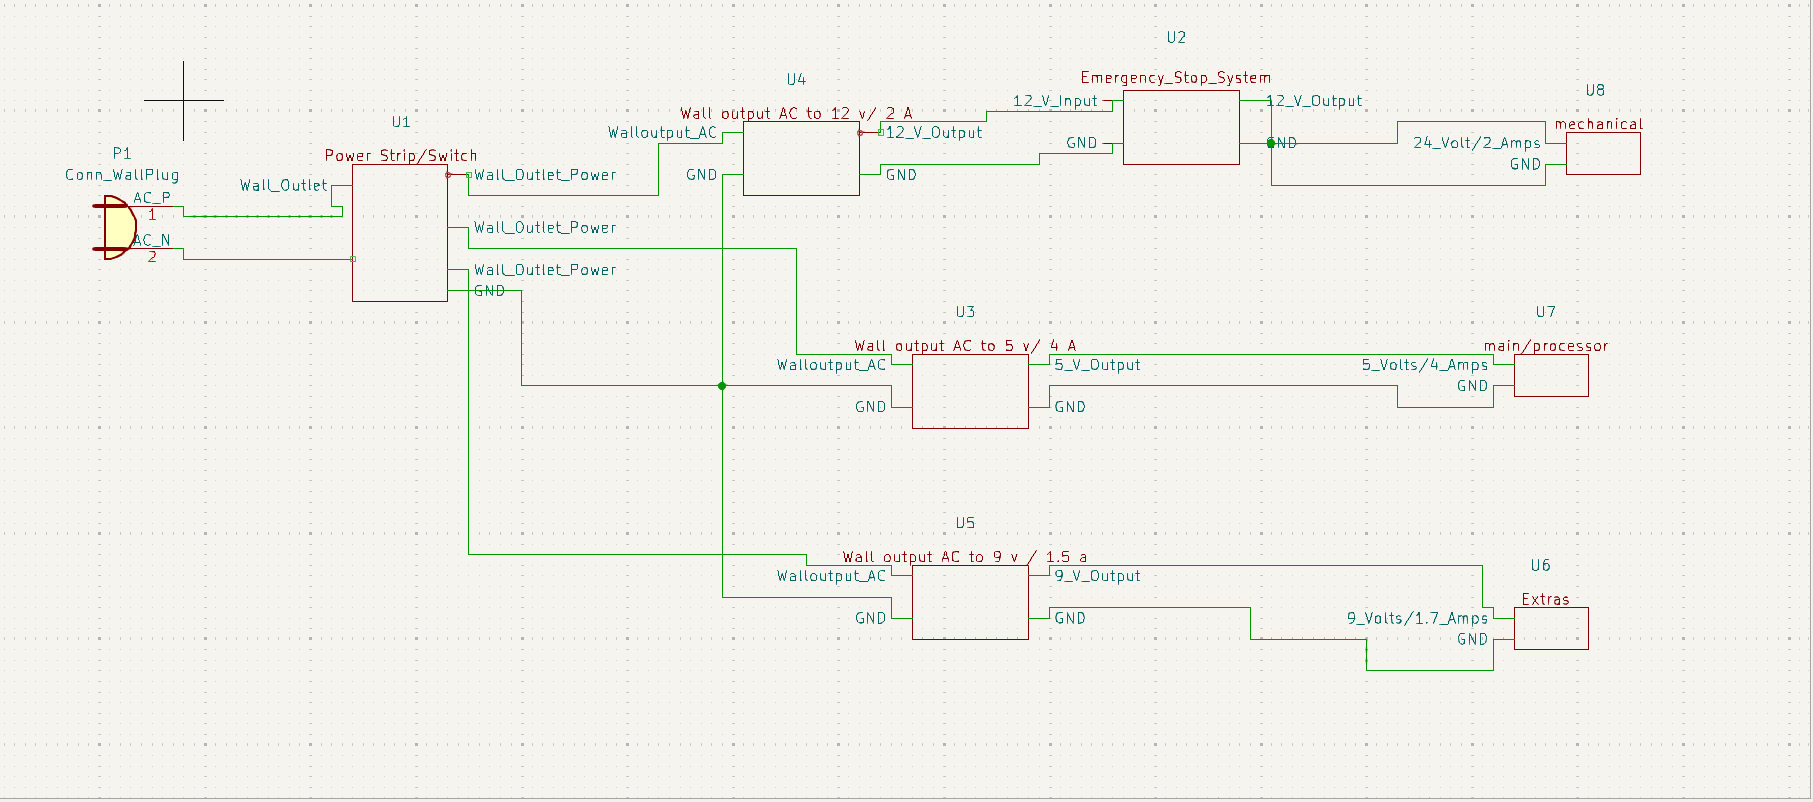 U2
Emergency_Stop_System
12_V_Input
12_V_Output
GND
GND
U8
mechanical
24_Volt/2_Amps
GND
U4
Wall output AC to 12 v/ 2 A
Walloutput_AC
12_V_Output
GND
GND
U1
Power Strip/Switch
Wall_Outlet
Wall_Outlet_Power
Wall_Outlet_Power
Wall_Outlet_Power
GND
P1
Conn_WallPlug
AC_P
1
AC_N
2
U3
Wall output AC to 5 v/ 4 A
Walloutput_AC
5_V_Output
GND
GND
U7
main/processor
5_Volts/4_Amps
GND
U5
Wall output AC to 9 v / 1.5 a
Walloutput_AC
9_V_Output
GND
GND
U6
Extras
9_Volts/1.7_Amps
GND